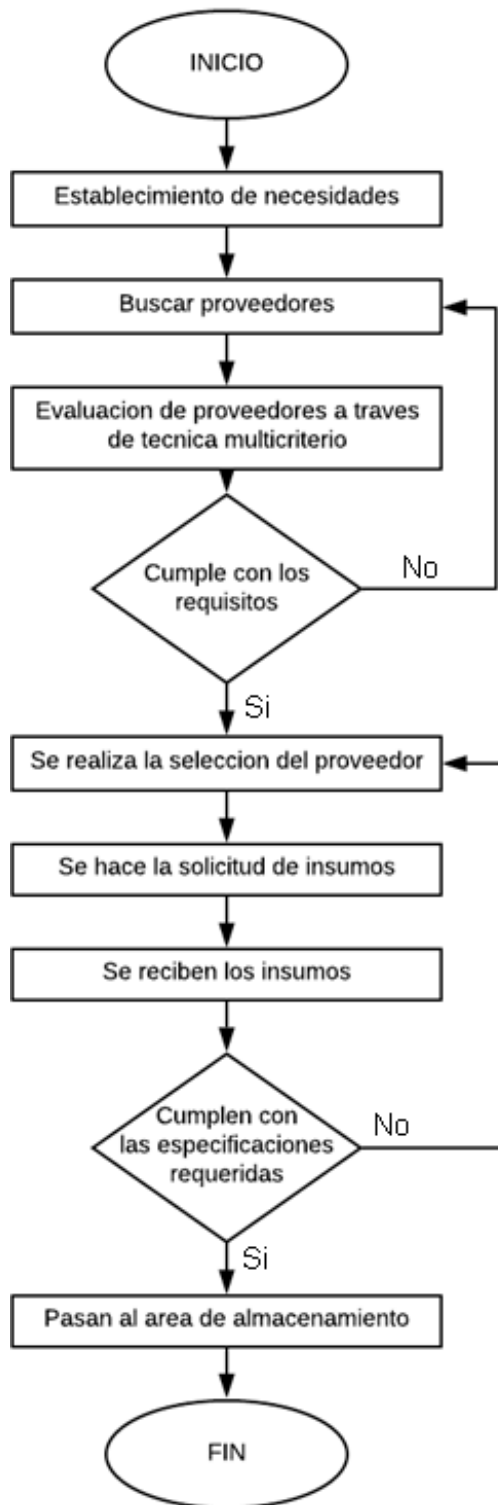 INICIO
Establecimiento de necesidades
Buscar proveedores
Evaluacion de proveedores a traves
de tecnica multicriterio
Cumple con los
requisitos
No
Si
Se realiza la seleccion del proveedor
Se hace la solicitud de insumos
Se reciben los insumos
Cumplen con
las especificaciones
requeridas
No
Si
Pasan al area de almacenamiento
FIN